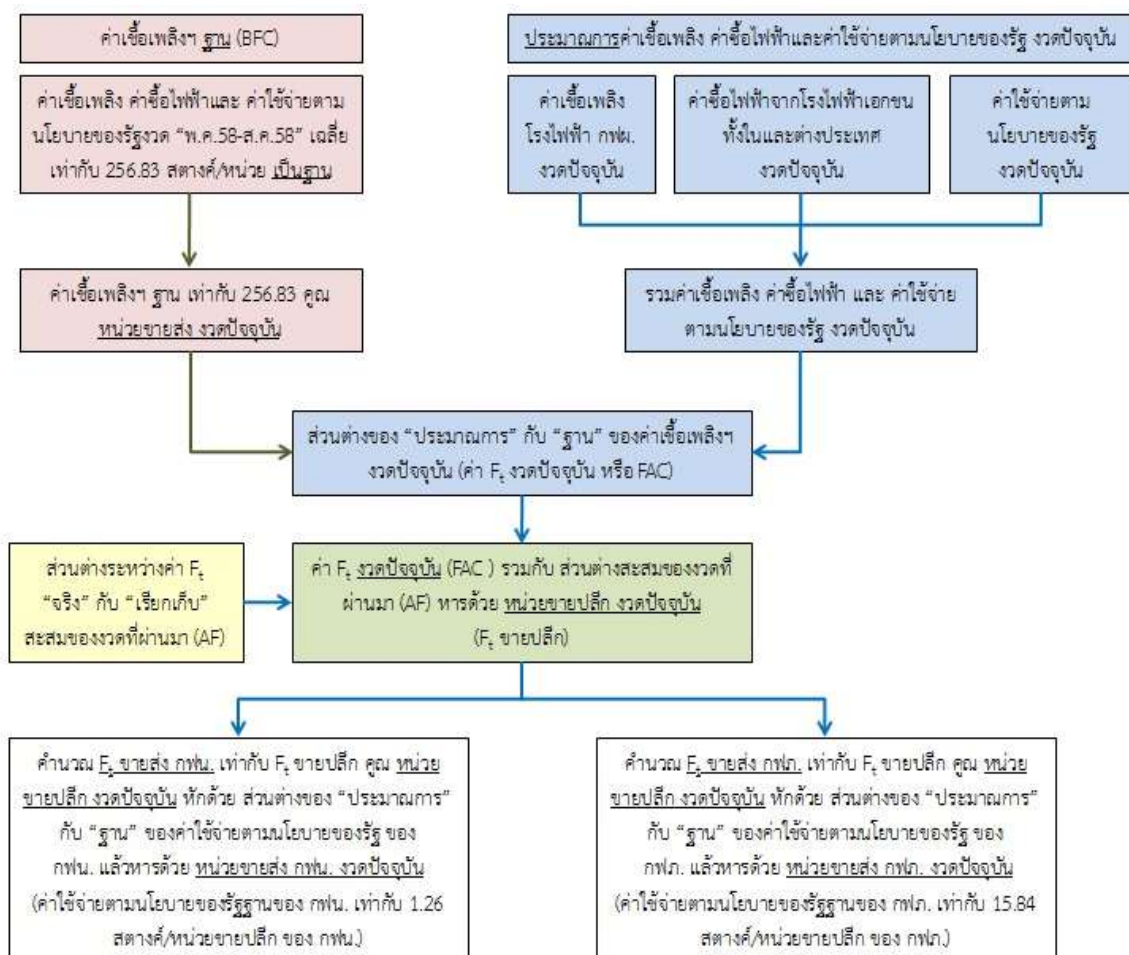 ค่าเชื้อเพลิงฯ ฐาน (BFC)
ค่าเชื้อเพลิง ค่าซื้อไฟฟ้าและ ค่าใช้จ่ายตาม
นโยบายของรัฐงวด “พ.ค.58-ส.ค.58” เฉลี่ย
เท่ากับ 256.83 สตางค์/หน่วย เป็นฐาน
ค่าเชื้อเพลิงฯ ฐาน เท่ากับ 256.83 คูณ
หน่วยขายส่ง งวดปัจจุบัน
ประมาณการค่าเชื้อเพลิง ค่าซื้อไฟฟ้าและค่าใช้จ่ายตามนโยบายของรัฐ งวดปัจจุบัน
ค่าเชื้อเพลิง
โรงไฟฟ้า กฟผ.
งวดปัจจุบัน
ค่าซื้อไฟฟ้าจากโรงไฟฟ้าเอกชน
ทั้งในและต่างประเทศ
งวดปัจจุบัน
ค่าใช้จ่ายตาม
นโยบายของรัฐ
งวดปัจจุบัน
รวมค่าเชื้อเพลิง ค่าซื้อไฟฟ้า และ ค่าใช้จ่าย
ตามนโยบายของรัฐ งวดปัจจุบัน
ส่วนต่างของ “ประมาณการ” กับ “ฐาน” ของค่าเชื้อเพลิงฯ
งวดปัจจุบัน (ค่า Ft งวดปัจจุบัน หรือ FAC)
ส่วนต่างระหว่างค่า Ft
“จริง” กับ “เรียกเก็บ”
สะสมของงวดที่ผ่านมา (AF)
ค่า Ft งวดปัจจุบัน (FAC ) รวมกับ ส่วนต่างสะสมของงวดที่
ผ่านมา (AF) หารด้วย หน่วยขายปลีก งวดปัจจุบัน
(Ft ขายปลีก)
คำนวณ Ft ขายส่ง กฟน. เท่ากับ Ft ขายปลีก คูณ หน่วย
ขายปลีก งวดปัจจุบัน หักด้วย ส่วนต่างของ “ประมาณการ”
กับ “ฐาน” ของค่าใช้จ่ายตามนโยบายของรัฐ ของ
กฟน. แล้วหารด้วย หน่วยขายส่ง กฟน. งวดปัจจุบัน
(ค่าใช้จ่ายตามนโยบายของรัฐฐานของ กฟน. เท่ากับ 1.26
สตางค์/หน่วยขายปลีก ของ กฟน.)
คำนวณ Ft ขายส่ง กฟภ. เท่ากับ Ft ขายปลีก คูณ หน่วย
ขายปลีก งวดปัจจุบัน หักด้วย ส่วนต่างของ “ประมาณการ”
กับ “ฐาน” ของค่าใช้จ่ายตามนโยบายของรัฐ ของ
กฟภ. แล้วหารด้วย หน่วยขายส่ง กฟภ. งวดปัจจุบัน
(ค่าใช้จ่ายตามนโยบายของรัฐฐานของ กฟภ. เท่ากับ 15.84
สตางค์/หน่วยขายปลีก ของ กฟภ.)